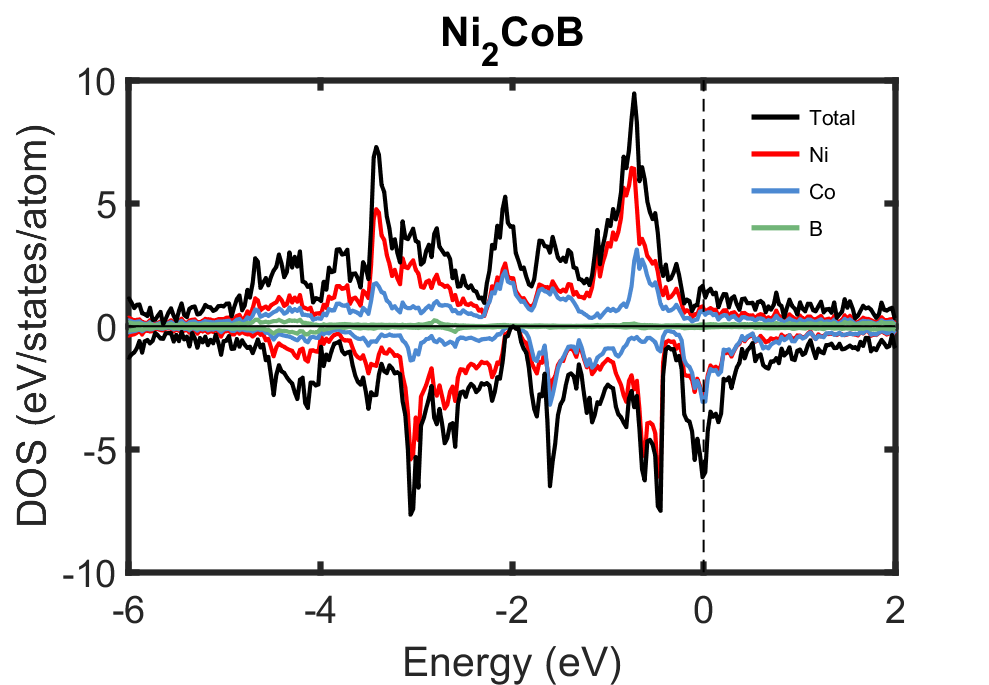 Ni2CoB
DOS (eV/states/atom)
10
5
0
-5
-10
-6
-4
-2
0
2
Energy (eV)
Total
Ni
Co
B